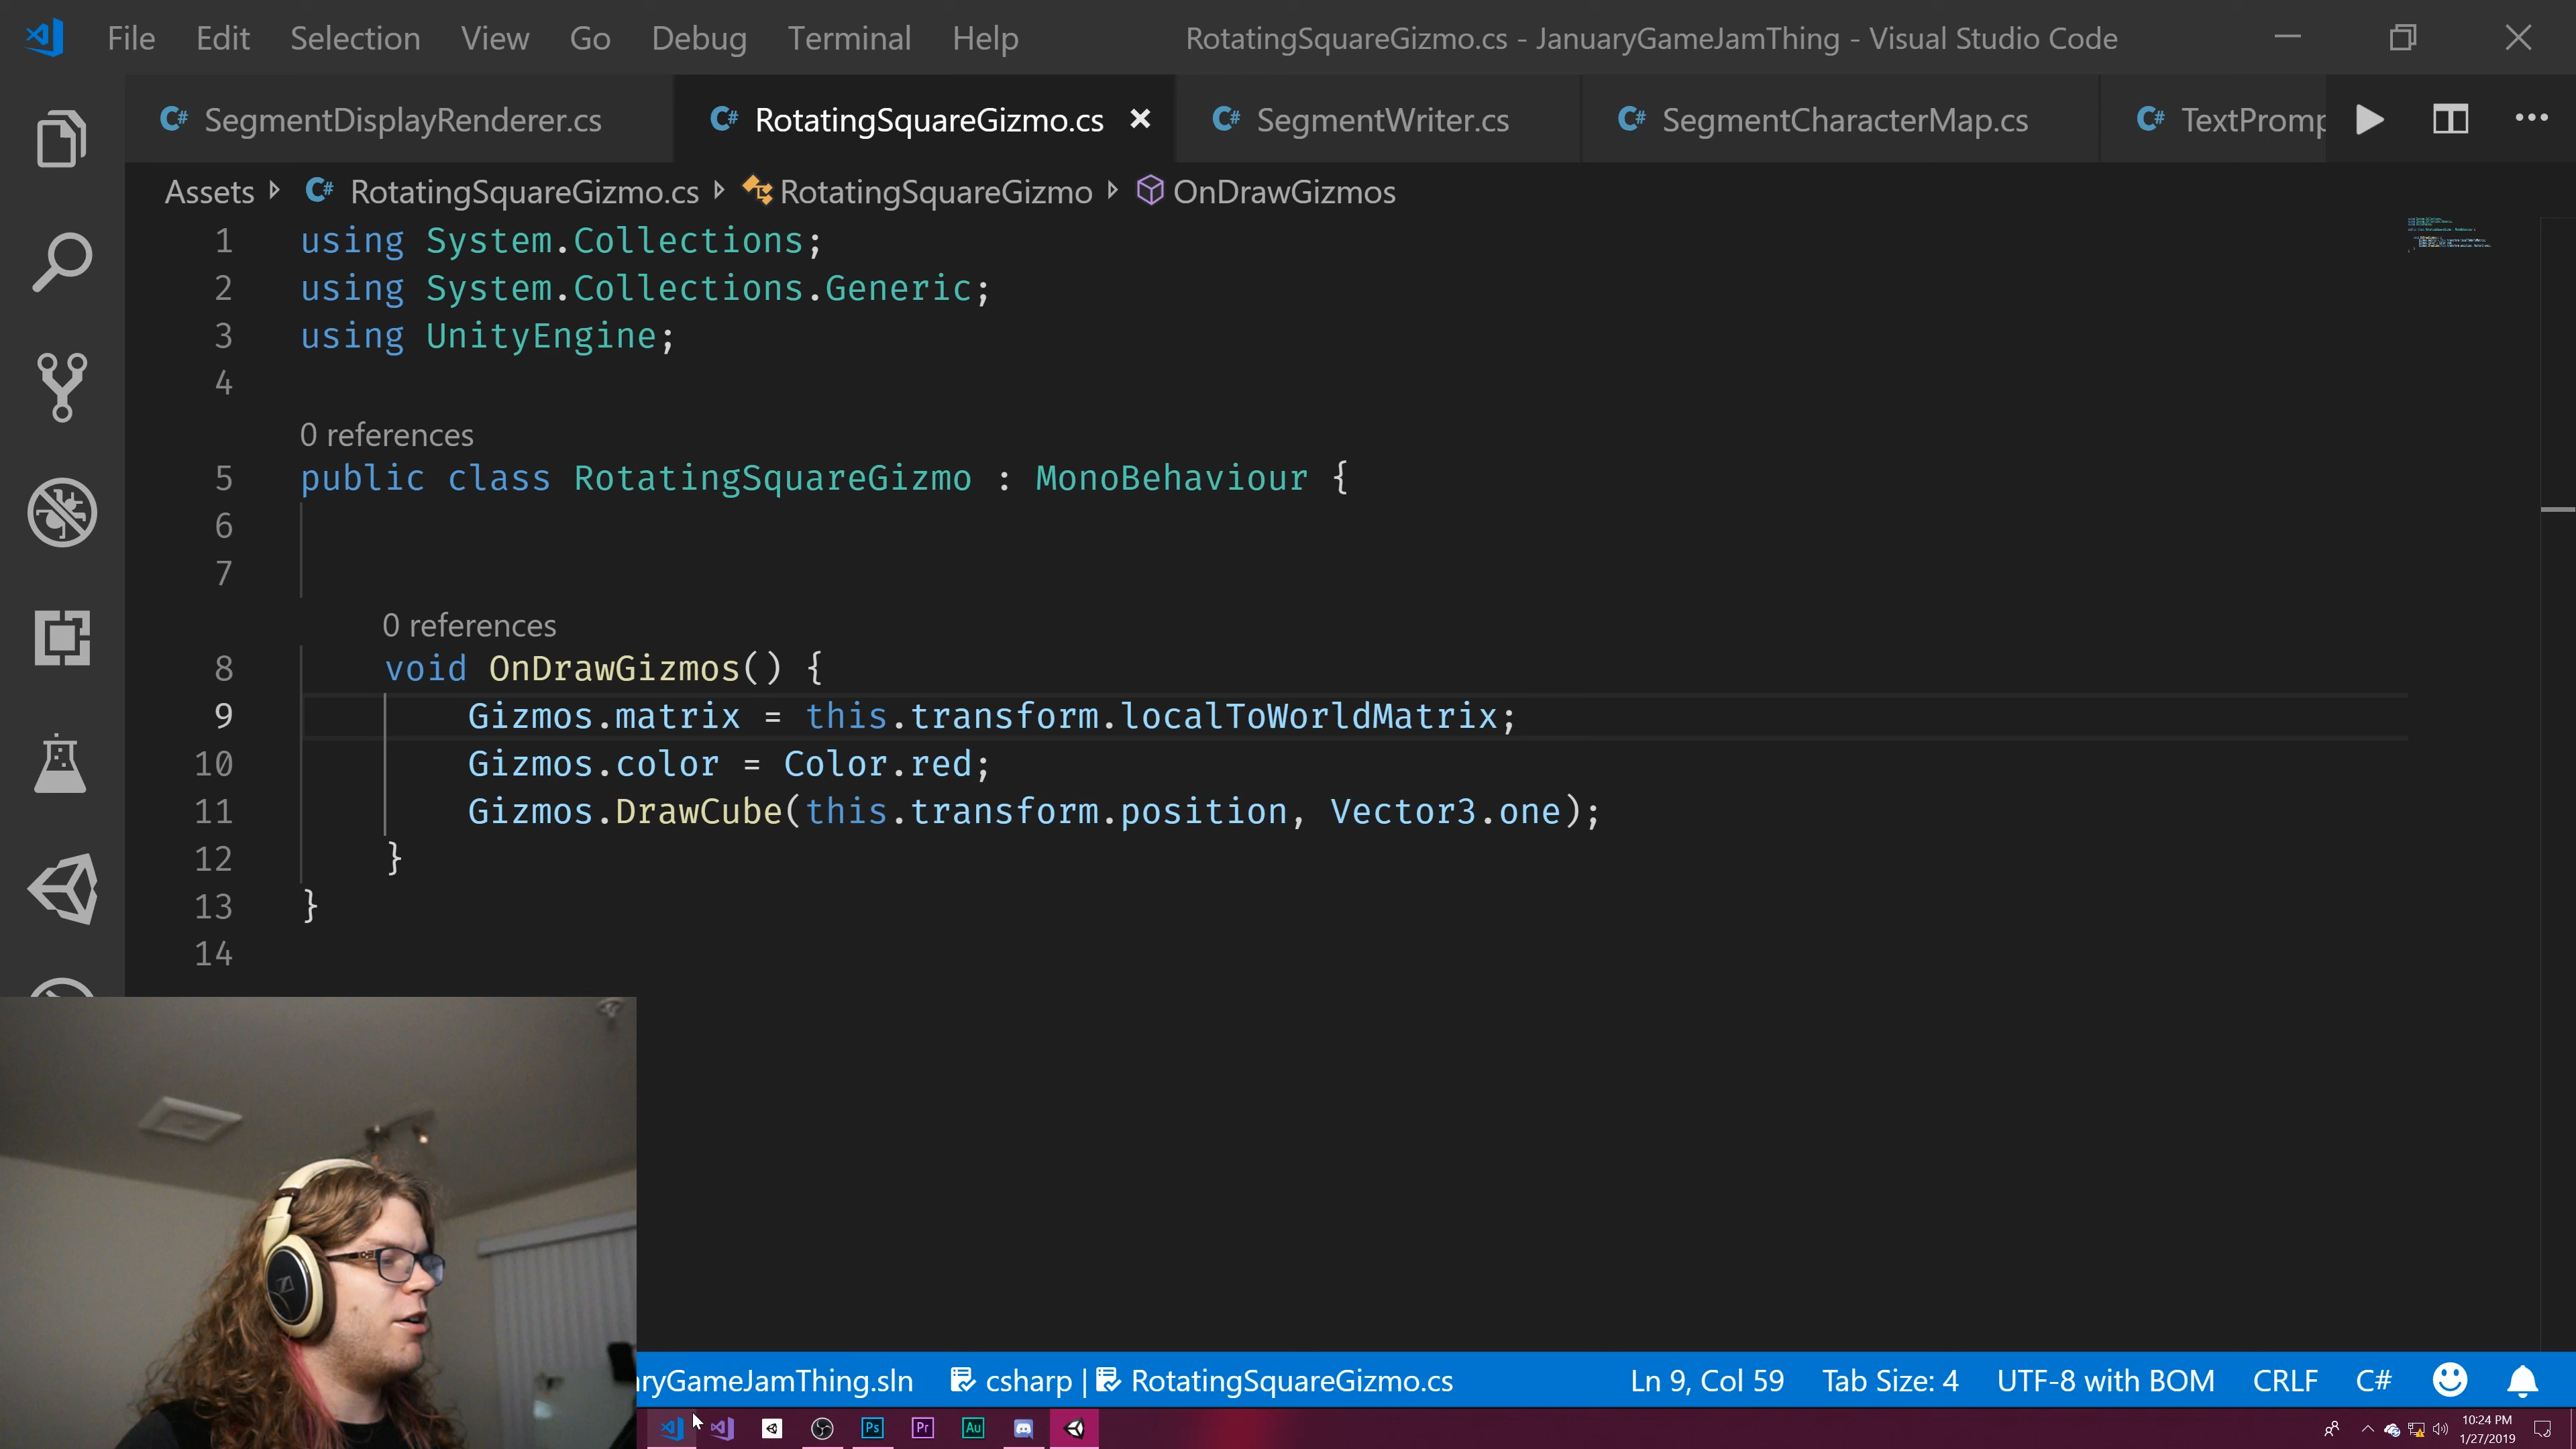 File Edit Selection View Go Debug Terminal Help RotatingSquareGizmo.cs - JanuaryGameJamThing - Visual Studio Code
SegmentDisplayRenderer.cs RotatingSquareGizmo.cs SegmentWriter.cs SegmentCharacterMap.cs TextPromp
Assets RotatingSquareGizmo.cs RotatingSquareGizmo OnDrawGizmos
1 using System.Collections;
2 using System.Collections.Generic;
3 using UnityEngine;
4
0 references
5 public class RotatingSquareGizmo : MonoBehaviour {
6
7
0 references
8 void OnDrawGizmos() {
9 Gizmos.matrix = this.transform.localToWorldMatrix;
10 Gizmos.color = Color.red;
11 Gizmos.DrawCube(this.transform.position, Vector3.one);
12 }
13 }
14
ryGameJamThing.sln csharp | RotatingSquareGizmo.cs Ln 9, Col 59 Tab Size: 4 UTF-8 with BOM CRLF C#
Ps Pr Au 10:24 PM
1/27/2019